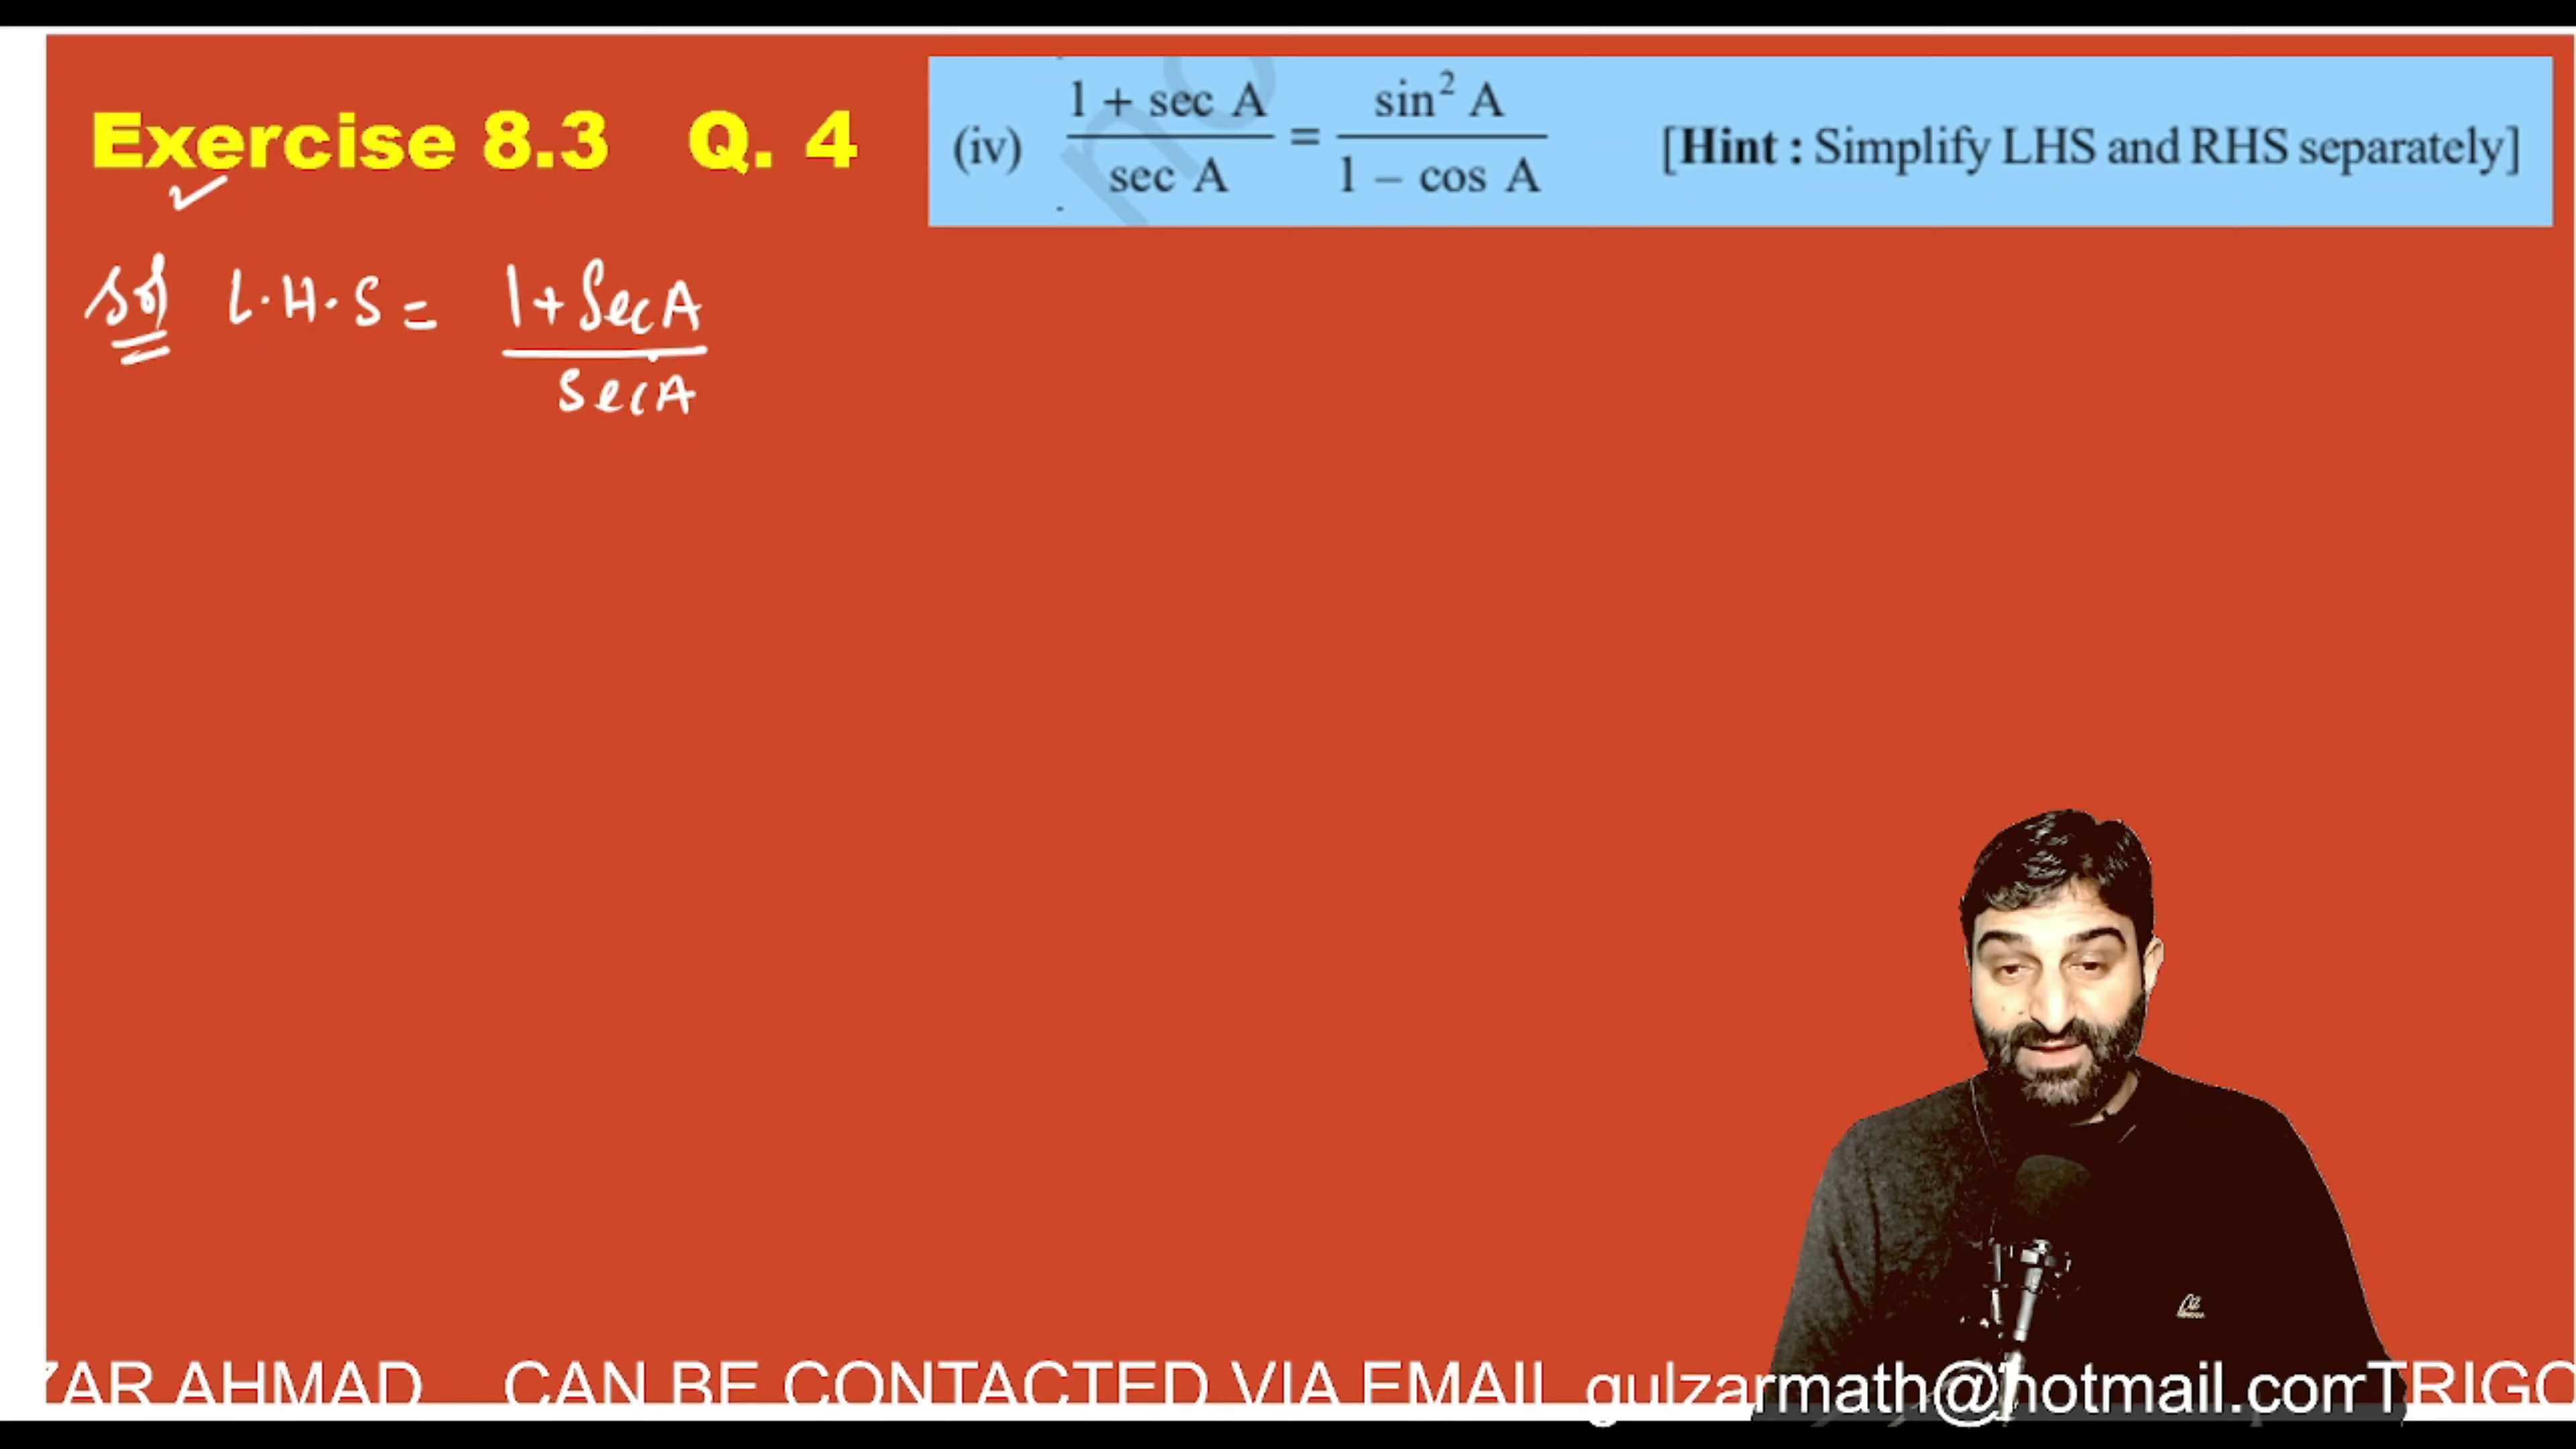 Exercise 8.3 Q. 4
(iv) (1 + sec A)/(sec A) = (sin² A)/(1 – cos A) [Hint : Simplify LHS and RHS separately]
Sol L.H.S = (1+SecA)/(SecA)
ZAR AHMAD CAN BE CONTACTED VIA EMAIL gulzarmath@hotmail.com TRIGO